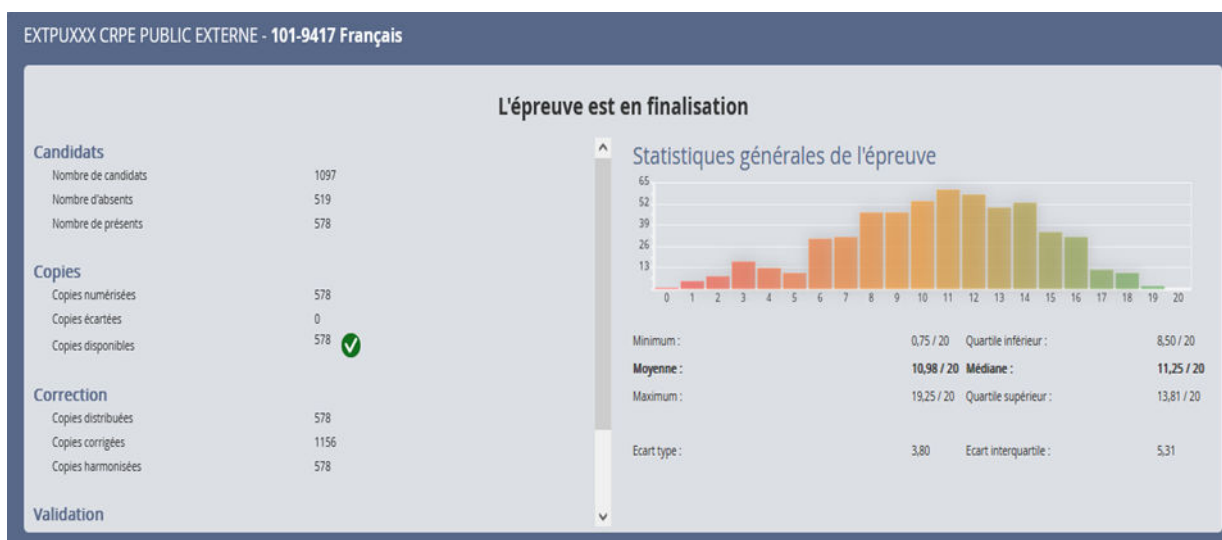 EXTPUXXX CRPE PUBLIC EXTERNE - 101-9417 Français
L'épreuve est en finalisation
Candidats
Nombre de candidats 1097
Nombre d'absents 519
Nombre de présents 578
Copies
Copies numérisées 578
Copies écartées 0
Copies disponibles 578
Correction
Copies distribuées 578
Copies corrigées 1156
Copies harmonisées 578
Validation
Statistiques générales de l'épreuve
65
52
39
26
13
0 1 2 3 4 5 6 7 8 9 10 11 12 13 14 15 16 17 18 19 20
Minimum : 0,75 / 20 Quartile inférieur : 8,50 / 20
Moyenne : 10,98 / 20 Médiane : 11,25 / 20
Maximum : 19,25 / 20 Quartile supérieur : 13,81 / 20
Ecart type : 3,80 Ecart interquartile : 5,31